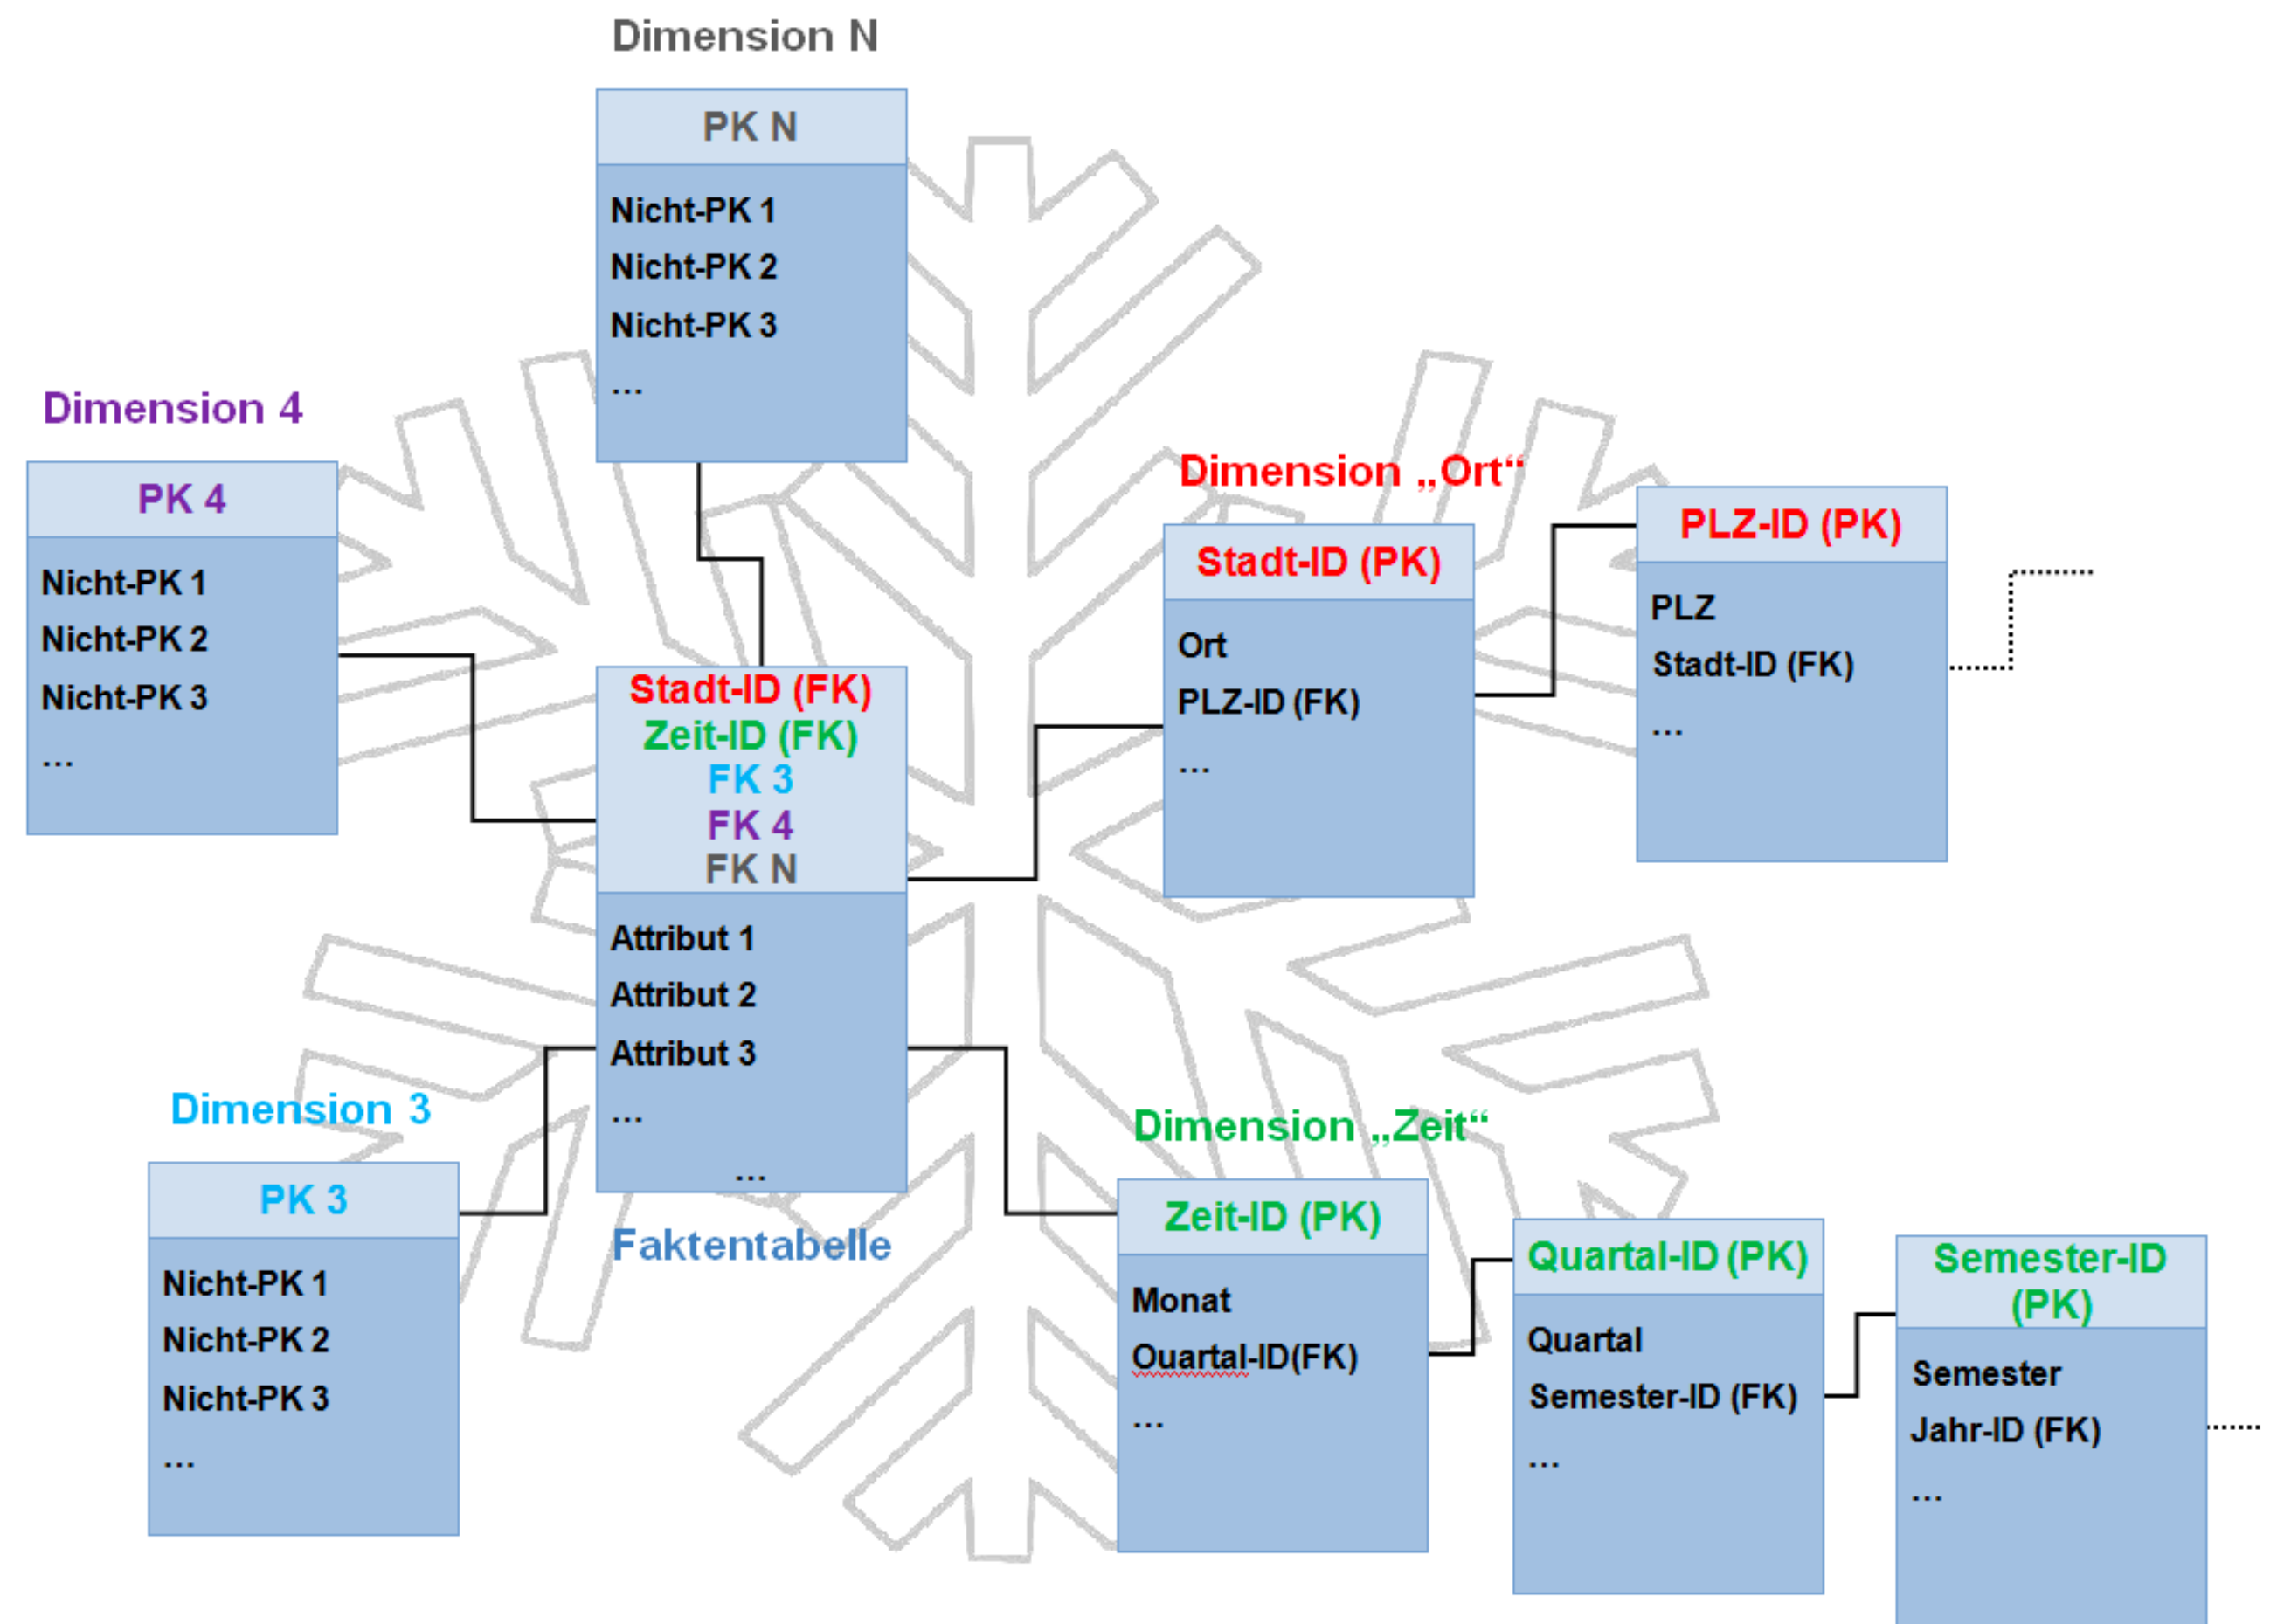 Dimension N
PK N
Nicht-PK 1
Nicht-PK 2
Nicht-PK 3
...
Dimension 4
PK 4
Nicht-PK 1
Nicht-PK 2
Nicht-PK 3
...
Stadt-ID (FK)
Zeit-ID (FK)
FK 3
FK 4
FK N
Attribut 1
Attribut 2
Attribut 3
...
...
Faktentabelle
Dimension „Ort“
Stadt-ID (PK)
Ort
PLZ-ID (FK)
...
PLZ-ID (PK)
PLZ
Stadt-ID (FK)
...
Dimension 3
PK 3
Nicht-PK 1
Nicht-PK 2
Nicht-PK 3
...
Dimension „Zeit“
Zeit-ID (PK)
Monat
Quartal-ID(FK)
...
Quartal-ID (PK)
Quartal
Semester-ID (FK)
...
Semester-ID
(PK)
Semester
Jahr-ID (FK)
...